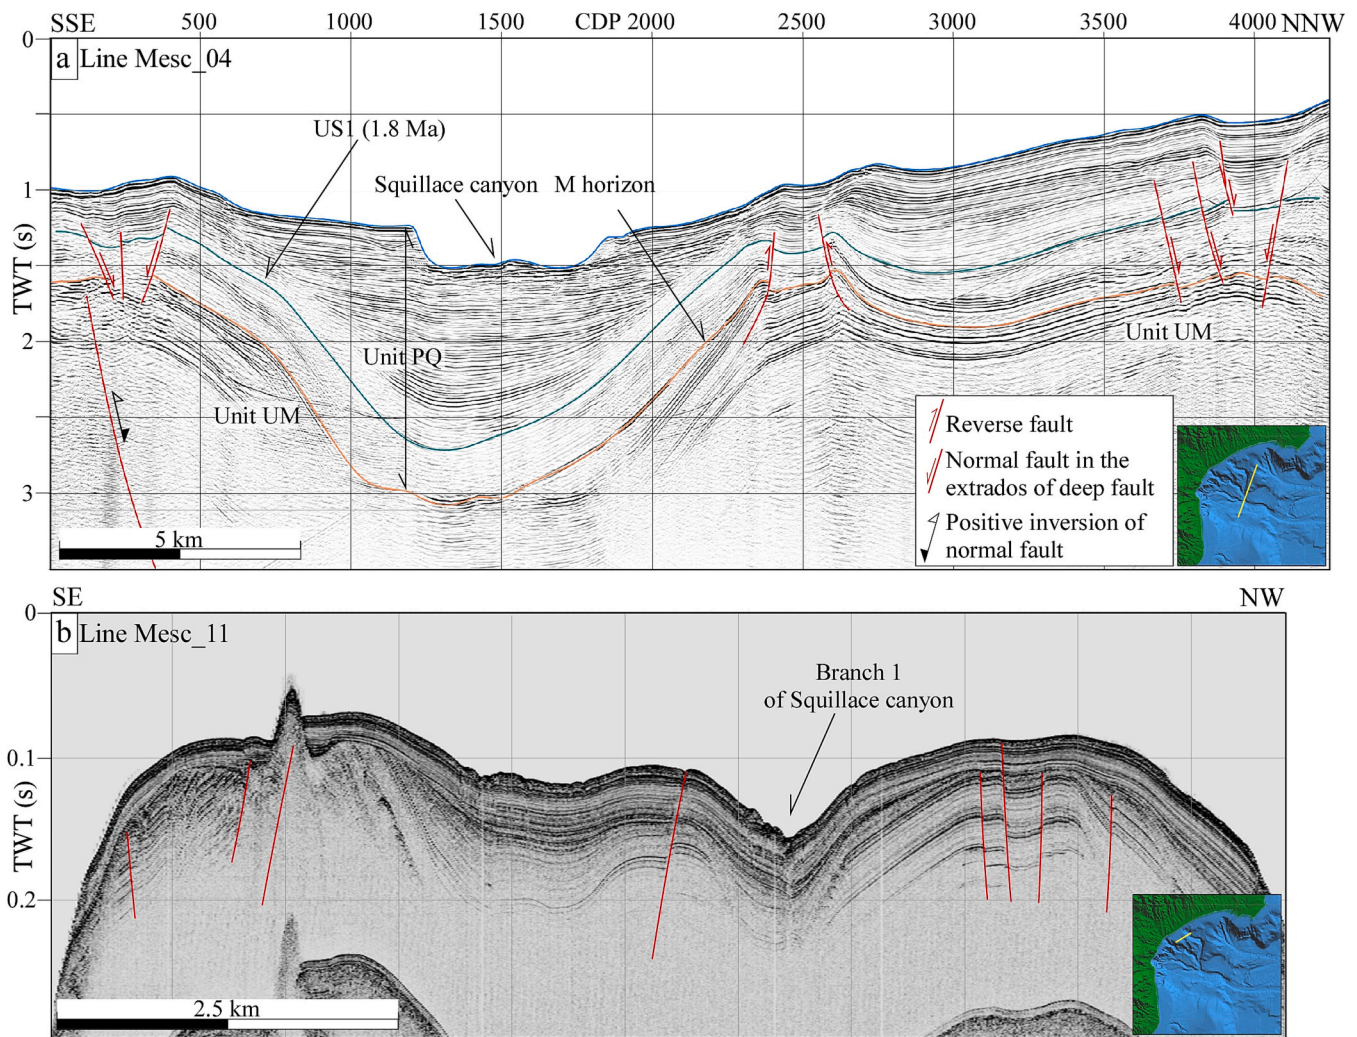 SSE 500 1000 1500 CDP 2000 2500 3000 3500 4000 NNW
0
a Line Mesc_04
US1 (1.8 Ma)
Squillace canyon M horizon
1
TWT (s)
2
Unit PQ
Unit UM
Unit UM
Reverse fault
Normal fault in the
extrados of deep fault
3
Positive inversion of
normal fault
5 km
SE NW
0
b Line Mesc_11
Branch 1
of Squillace canyon
0.1
TWT (s)
0.2
2.5 km